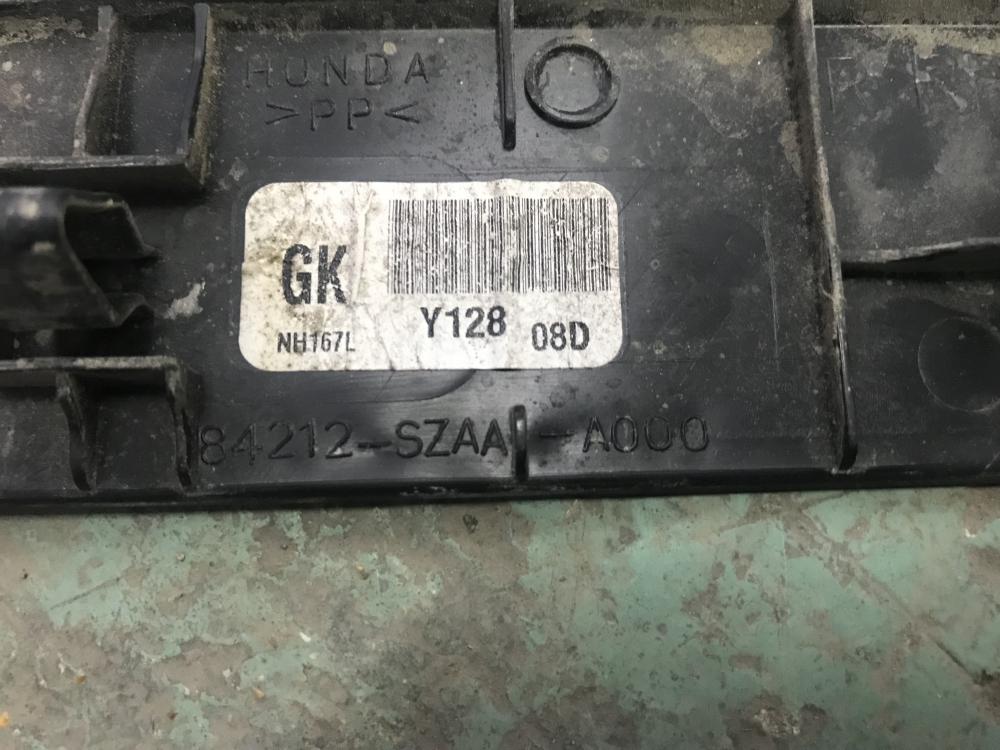 HONDA
>PP<
GK
NH167L
Y128
08D
84212-SZAA -A000